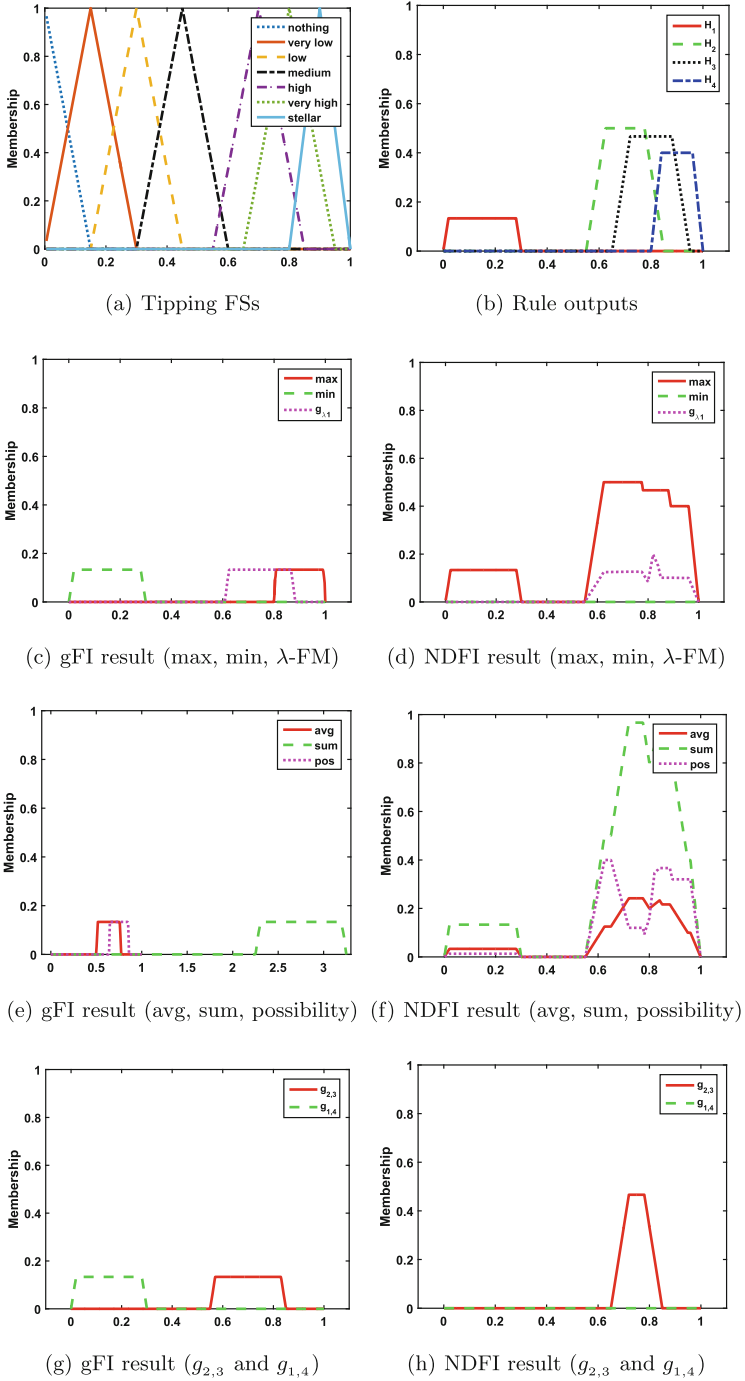 Membership
1
0.8
0.6
0.4
0.2
0
0 0.2 0.4 0.6 0.8 1
nothing
very low
low
medium
high
very high
stellar
(a) Tipping FSs
Membership
1
0.8
0.6
0.4
0.2
0
0 0.2 0.4 0.6 0.8 1
H₁
H₂
H₃
H₄
(b) Rule outputs
Membership
1
0.8
0.6
0.4
0.2
0
0 0.2 0.4 0.6 0.8 1
max
min
g_λ1
(c) gFI result (max, min, λ-FM)
Membership
1
0.8
0.6
0.4
0.2
0
0 0.2 0.4 0.6 0.8 1
max
min
g_λ1
(d) NDFI result (max, min, λ-FM)
Membership
1
0.8
0.6
0.4
0.2
0
0 0.5 1 1.5 2 2.5 3
avg
sum
pos
(e) gFI result (avg, sum, possibility)
Membership
1
0.8
0.6
0.4
0.2
0
0 0.2 0.4 0.6 0.8 1
avg
sum
pos
(f) NDFI result (avg, sum, possibility)
Membership
1
0.8
0.6
0.4
0.2
0
0 0.2 0.4 0.6 0.8 1
g₂,₃
g₁,₄
(g) gFI result (g₂,₃ and g₁,₄)
Membership
1
0.8
0.6
0.4
0.2
0
0 0.2 0.4 0.6 0.8 1
g₂,₃
g₁,₄
(h) NDFI result (g₂,₃ and g₁,₄)